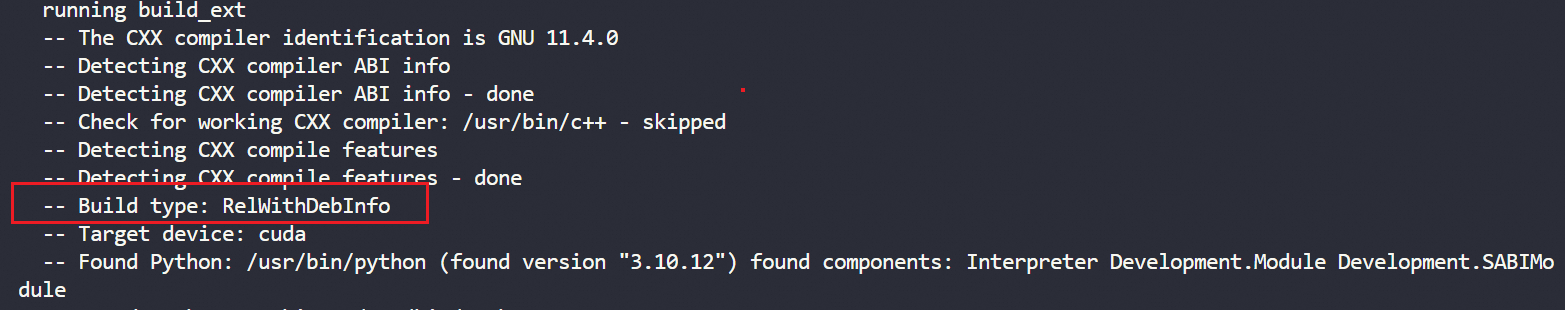 running build_ext
-- The CXX compiler identification is GNU 11.4.0
-- Detecting CXX compiler ABI info
-- Detecting CXX compiler ABI info - done
-- Check for working CXX compiler: /usr/bin/c++ - skipped
-- Detecting CXX compile features
-- Detecting CXX compile features - done
-- Build type: RelWithDebInfo
-- Target device: cuda
-- Found Python: /usr/bin/python (found version "3.10.12") found components: Interpreter Development.Module Development.SABIMo
dule